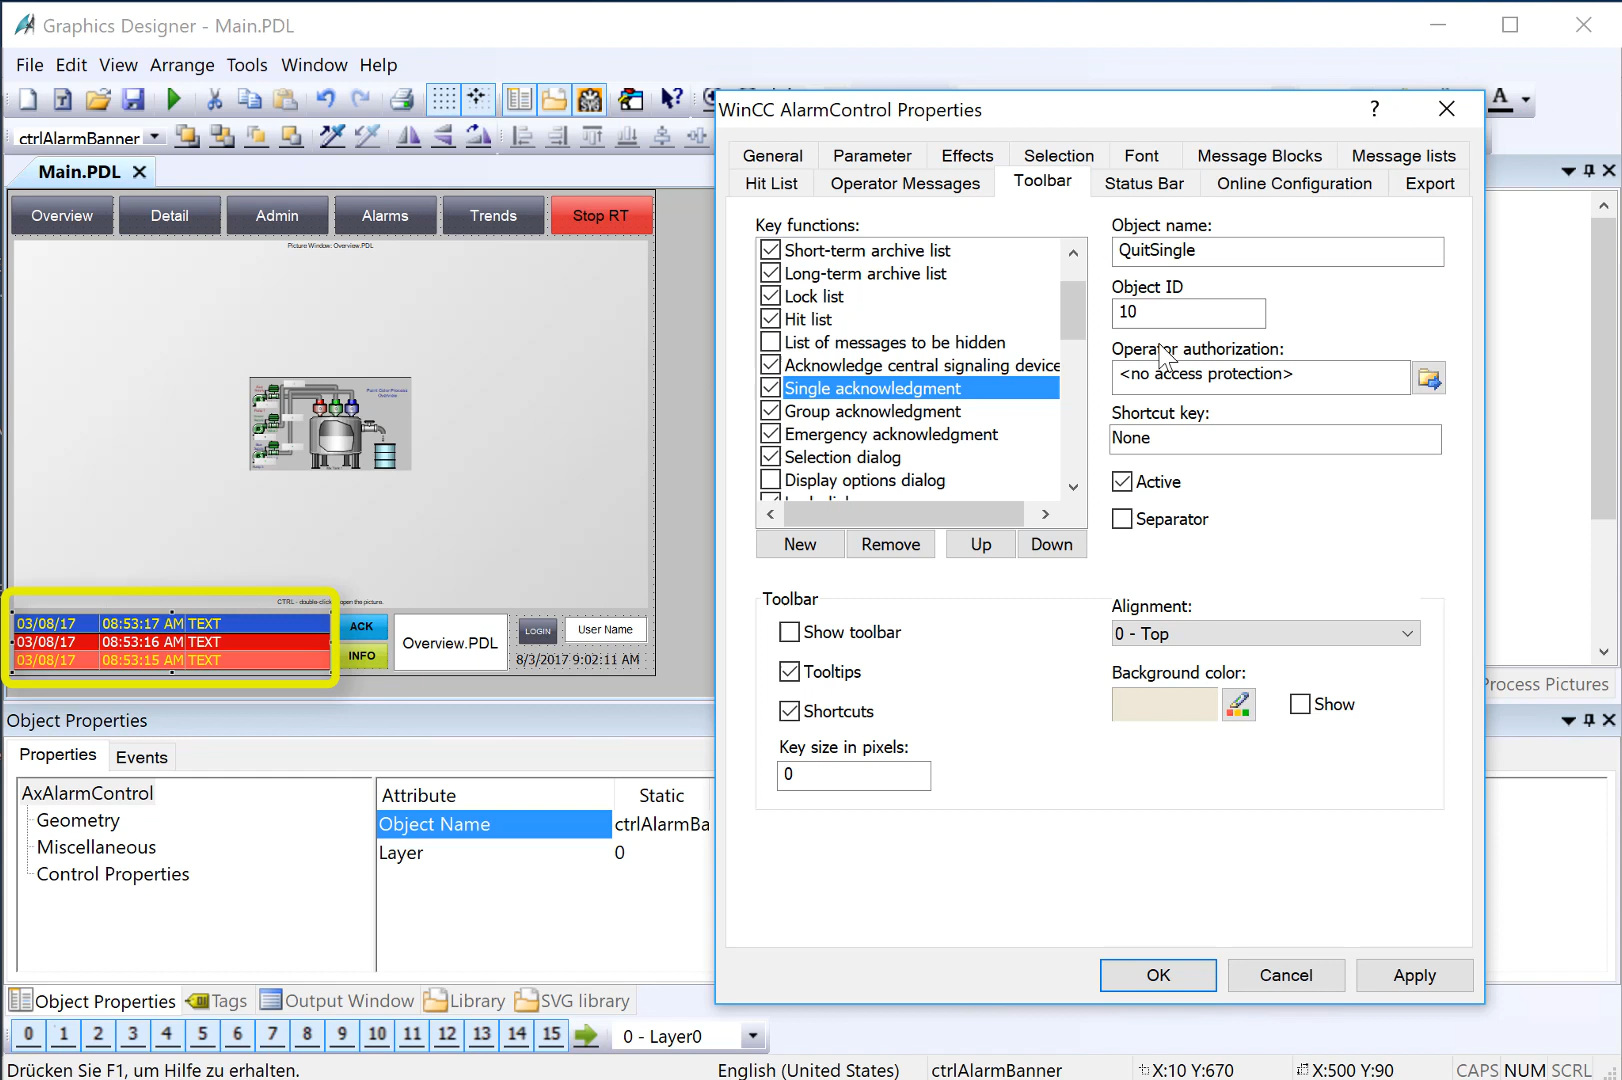 Graphics Designer - Main.PDL
File Edit View Arrange Tools Window Help
ctrlAlarmBanner
A
Main.PDL
Overview Detail Admin Alarms Trends Stop RT
Picture Window: Overview.PDL
Paint Color Process
Overview
03/08/17 08:53:17 AM TEXT
03/08/17 08:53:16 AM TEXT
03/08/17 08:53:15 AM TEXT
ACK
INFO
Overview.PDL
LOGIN
User Name
8/3/2017 9:02:11 AM
WinCC AlarmControl Properties
?
General Parameter Effects Selection Font Message Blocks Message lists
Hit List Operator Messages Toolbar Status Bar Online Configuration Export
Key functions:
Short-term archive list
Long-term archive list
Lock list
Hit list
List of messages to be hidden
Acknowledge central signaling device
Single acknowledgment
Group acknowledgment
Emergency acknowledgment
Selection dialog
Display options dialog
New Remove Up Down
Object name:
QuitSingle
Object ID
10
Operator authorization:
<no access protection>
Shortcut key:
None
Active
Separator
Toolbar
Show toolbar
Tooltips
Shortcuts
Key size in pixels:
0
Alignment:
0 - Top
Background color:
Show
OK Cancel Apply
Process Pictures
Object Properties
Properties Events
AxAlarmControl
Geometry
Miscellaneous
Control Properties
Attribute Static
Object Name ctrlAlarmBa
Layer 0
Object Properties Tags Output Window Library SVG library
0 1 2 3 4 5 6 7 8 9 10 11 12 13 14 15 0 - Layer0
Drücken Sie F1, um Hilfe zu erhalten. English (United States) ctrlAlarmBanner X:10 Y:670 X:500 Y:90 CAPS NUM SCRL